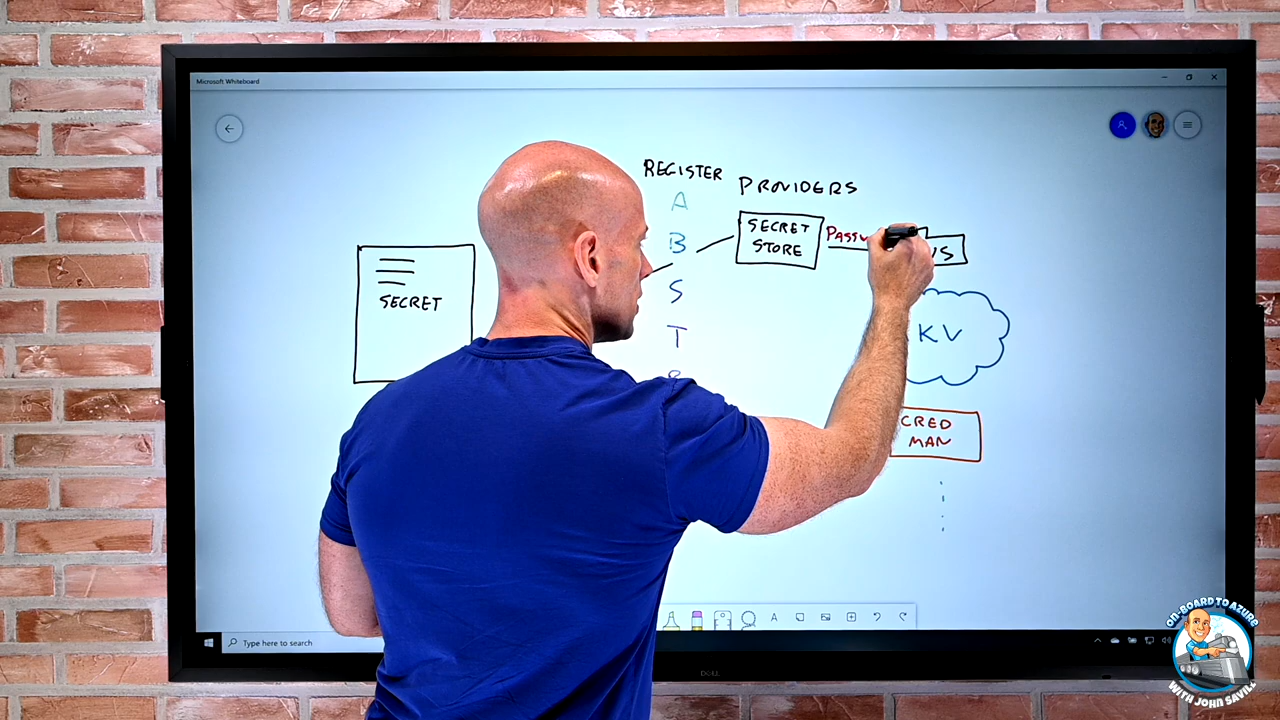 Microsoft Whiteboard
REGISTER
PROVIDERS
A
B
S
T
SECRET
STORE
SECRET
KV
CRED
MAN
A
Type here to search
DELL
ON-BOARD TO AZURE
WITH JOHN SAVILL